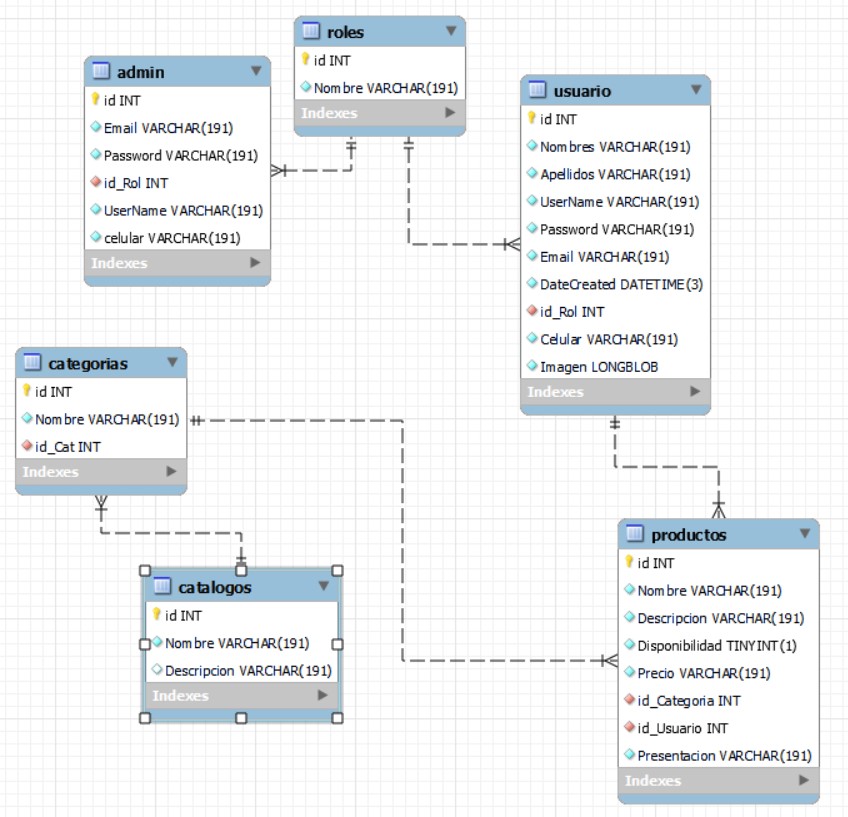 roles
id INT
Nombre VARCHAR(191)
Indexes
admin
id INT
Email VARCHAR(191)
Password VARCHAR(191)
id_Rol INT
UserName VARCHAR(191)
celular VARCHAR(191)
Indexes
usuario
id INT
Nombres VARCHAR(191)
Apellidos VARCHAR(191)
UserName VARCHAR(191)
Password VARCHAR(191)
Email VARCHAR(191)
DateCreated DATETIME(3)
id_Rol INT
Celular VARCHAR(191)
Imagen LONGBLOB
Indexes
categorias
id INT
Nombre VARCHAR(191)
id_Cat INT
Indexes
catalogos
id INT
Nombre VARCHAR(191)
Descripcion VARCHAR(191)
Indexes
productos
id INT
Nombre VARCHAR(191)
Descripcion VARCHAR(191)
Disponibilidad TINYINT(1)
Precio VARCHAR(191)
id_Categoria INT
id_Usuario INT
Presentacion VARCHAR(191)
Indexes